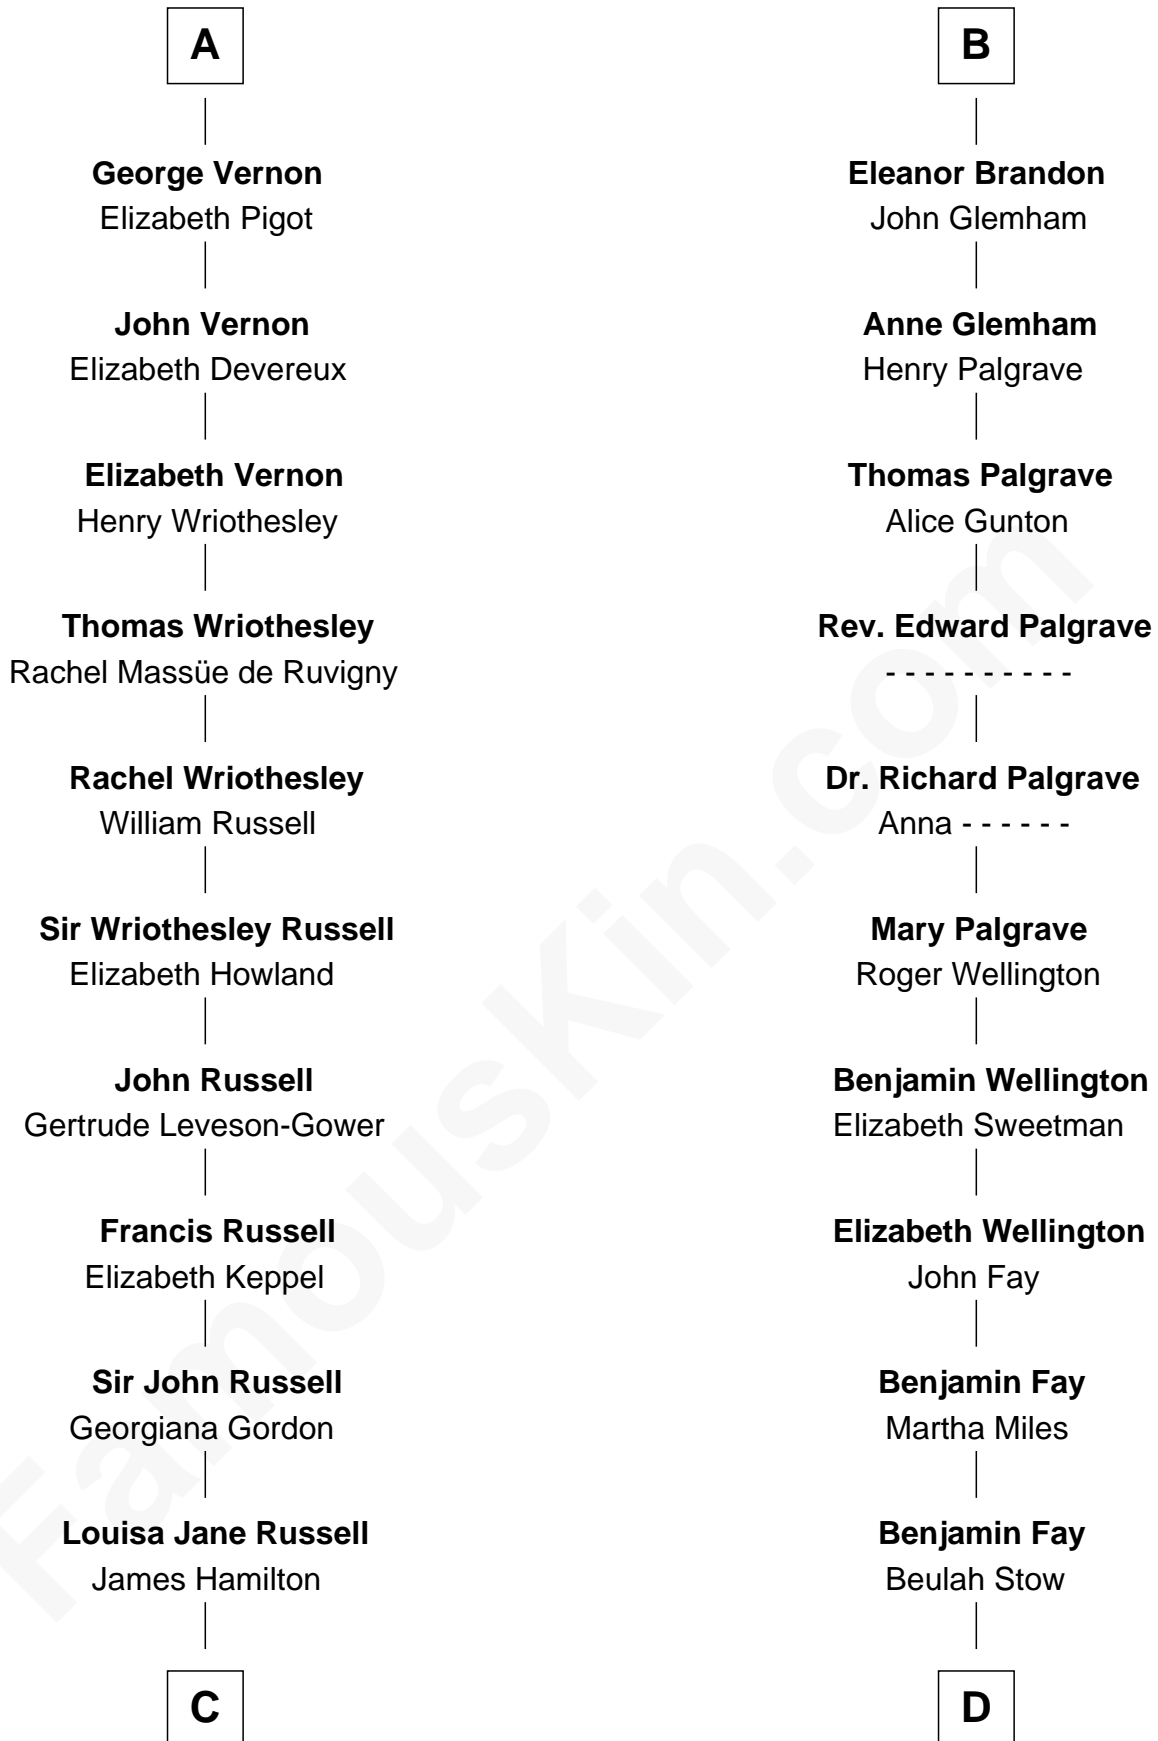 A
George Vernon
Elizabeth Pigot
John Vernon
Elizabeth Devereux
Elizabeth Vernon
Henry Wriothesley
Thomas Wriothesley
Rachel Massüe de Ruvigny
Rachel Wriothesley
William Russell
Sir Wriothesley Russell
Elizabeth Howland
John Russell
Gertrude Leveson-Gower
Francis Russell
Elizabeth Keppel
Sir John Russell
Georgiana Gordon
Louisa Jane Russell
James Hamilton
C
B
Eleanor Brandon
John Glemham
Anne Glemham
Henry Palgrave
Thomas Palgrave
Alice Gunton
Rev. Edward Palgrave
- - - - - - - - - -
Dr. Richard Palgrave
Anna - - - - - -
Mary Palgrave
Roger Wellington
Benjamin Wellington
Elizabeth Sweetman
Elizabeth Wellington
John Fay
Benjamin Fay
Martha Miles
Benjamin Fay
Beulah Stow
D
FamousKin.com